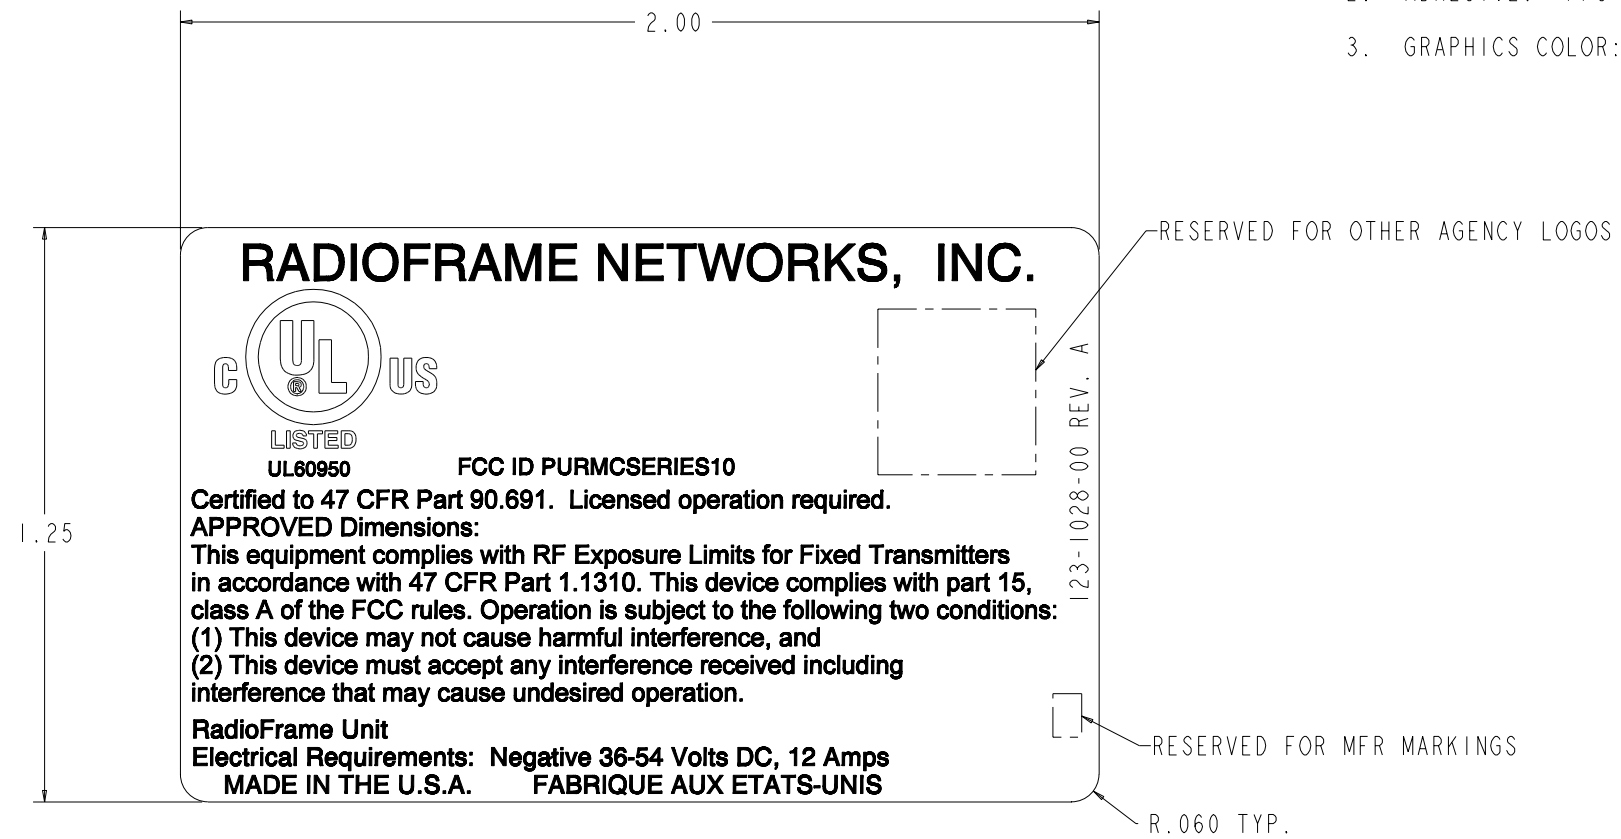 2.00
3. GRAPHICS COLOR:
RESERVED FOR OTHER AGENCY LOGOS
RADIOFRAME NETWORKS, INC.
C UL ® US
LISTED
UL60950 FCC ID PURMCSERIES10
Certified to 47 CFR Part 90.691. Licensed operation required.
APPROVED Dimensions:
This equipment complies with RF Exposure Limits for Fixed Transmitters
in accordance with 47 CFR Part 1.1310. This device complies with part 15,
class A of the FCC rules. Operation is subject to the following two conditions:
(1) This device may not cause harmful interference, and
(2) This device must accept any interference received including
interference that may cause undesired operation.
RadioFrame Unit
Electrical Requirements: Negative 36-54 Volts DC, 12 Amps
MADE IN THE U.S.A. FABRIQUE AUX ETATS-UNIS
123-1028-00 REV. A
1.25
RESERVED FOR MFR MARKINGS
R.060 TYP.